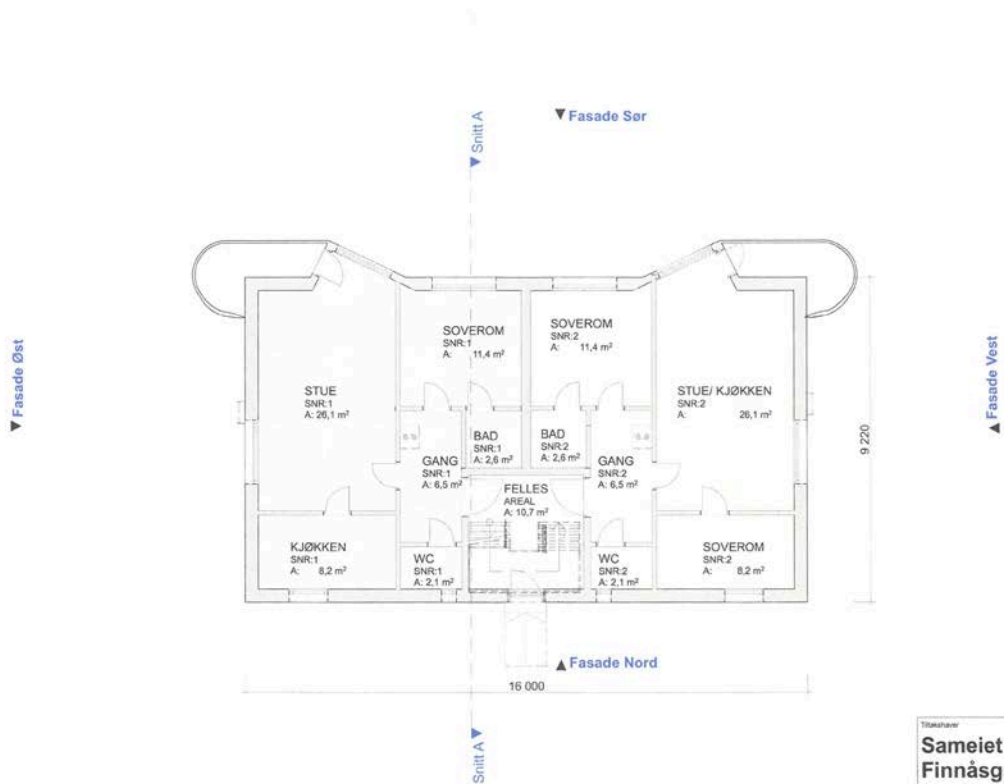 Fasade Sør
Snitt A
Fasade Øst
Fasade Vest
SOVEROM
SNR:1
A: 11,4 m²
SOVEROM
SNR:2
A: 11,4 m²
STUE
SNR:1
A: 26,1 m²
STUE/ KJØKKEN
SNR:2
A: 26,1 m²
BAD
SNR:1
A: 2,6 m²
BAD
SNR:2
A: 2,6 m²
GANG
SNR:1
A: 6,5 m²
GANG
SNR:2
A: 6,5 m²
FELLES
AREAL
A: 10,7 m²
9 220
KJØKKEN
SNR:1
A: 8,2 m²
WC
SNR:1
A: 2,1 m²
WC
SNR:2
A: 2,1 m²
SOVEROM
SNR:2
A: 8,2 m²
Fasade Nord
16 000
Snitt A
Tiltakshaver
Sameiet
Finnåsg